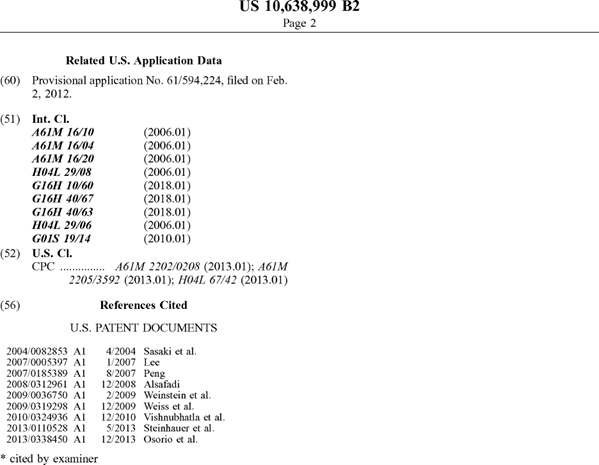 US 10,638,999 B2
Page 2
Related U.S. Application Data
(60) Provisional application No. 61/594,224, filed on Feb.
2, 2012.
(51) Int. Cl.
A61M 16/10 (2006.01)
A61M 16/04 (2006.01)
A61M 16/20 (2006.01)
H04L 29/08 (2006.01)
G16H 10/60 (2018.01)
G16H 40/67 (2018.01)
G16H 40/63 (2018.01)
H04L 29/06 (2006.01)
G01S 19/14 (2010.01)
(52) U.S. Cl.
CPC ............... A61M 2202/0208 (2013.01); A61M
2205/3592 (2013.01); H04L 67/42 (2013.01)
(56) References Cited
U.S. PATENT DOCUMENTS
2004/0082853 A1 4/2004 Sasaki et al.
2007/0005397 A1 1/2007 Lee
2007/0185389 A1 8/2007 Peng
2008/0312961 A1 12/2008 Alsafadi
2009/0036750 A1 2/2009 Weinstein et al.
2009/0319298 A1 12/2009 Weiss et al.
2010/0324936 A1 12/2010 Vishnubhatla et al.
2013/0110528 A1 5/2013 Steinhauer et al.
2013/0338450 A1 12/2013 Osorio et al.
* cited by examiner